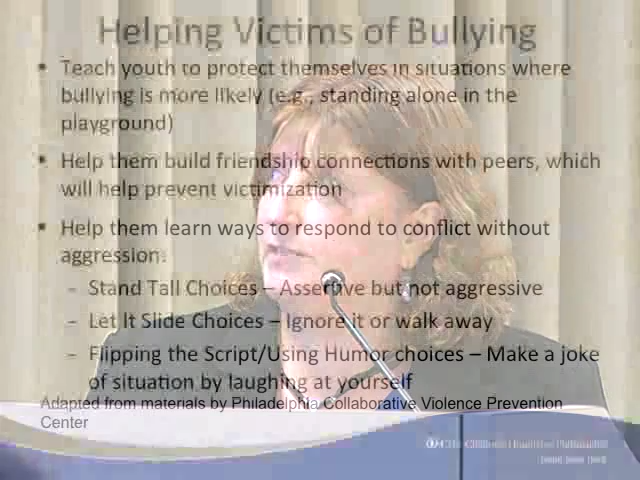 Helping Victims of Bullying
• Teach youth to protect themselves in situations where
bullying is more likely (e.g., standing alone in the
playground)
• Help them build friendship connections with peers, which
will help prevent victimization
• Help them learn ways to respond to conflict without
aggression:
– Stand Tall Choices – Assertive but not aggressive
– Let It Slide Choices – Ignore it or walk away
– Flipping the Script/Using Humor choices – Make a joke
of situation by laughing at yourself
Adapted from materials by Philadelphia Collaborative Violence Prevention
Center